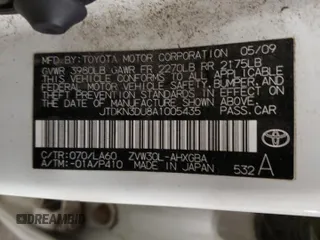 MFD. BY: TOYOTA MOTOR CORPORATION 05/09
GVWR 3980LB GAWR FR 2270LB RR 2175LB
THIS VEHICLE CONFORMS TO ALL APPLICABLE
FEDERAL MOTOR VEHICLE SAFETY, BUMPER, AND
THEFT PREVENTION STANDARDS IN EFFECT ON THE
DATE OF MANUFACTURE SHOWN ABOVE.
JTDKN3DU8A1005435 PASS.CAR
C/TR: 070/LA60 ZVW30L-AHXGBA
A/TM: -01A/P410 MADE IN JAPAN 532 A
TOYOTA
DREAMBID